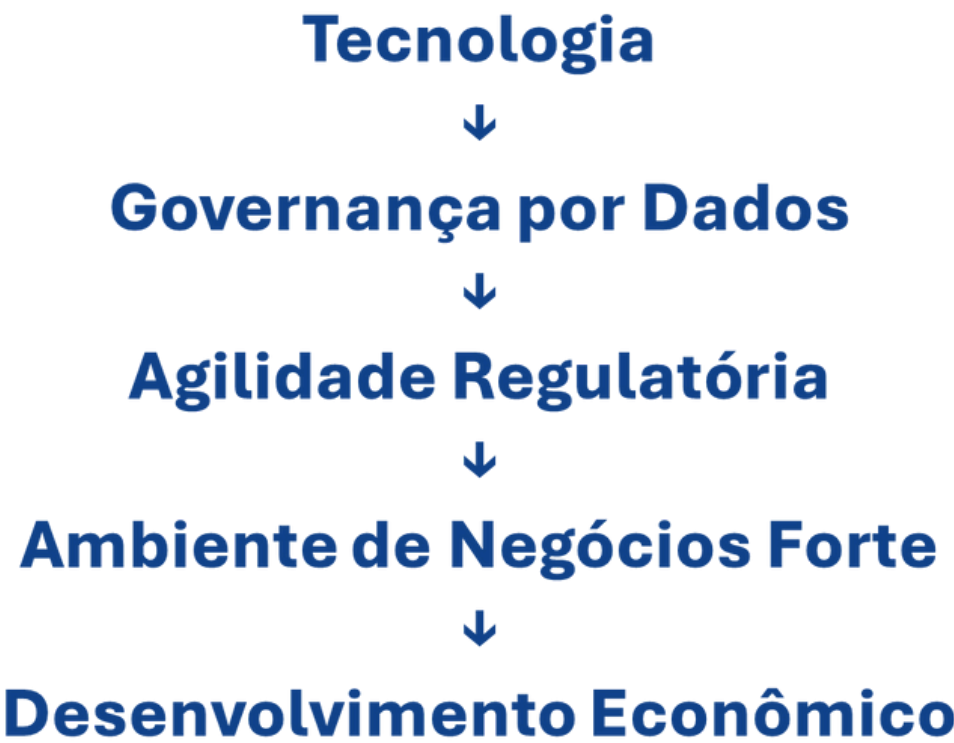 Tecnologia
↓
Governança por Dados
↓
Agilidade Regulatória
↓
Ambiente de Negócios Forte
↓
Desenvolvimento Econômico